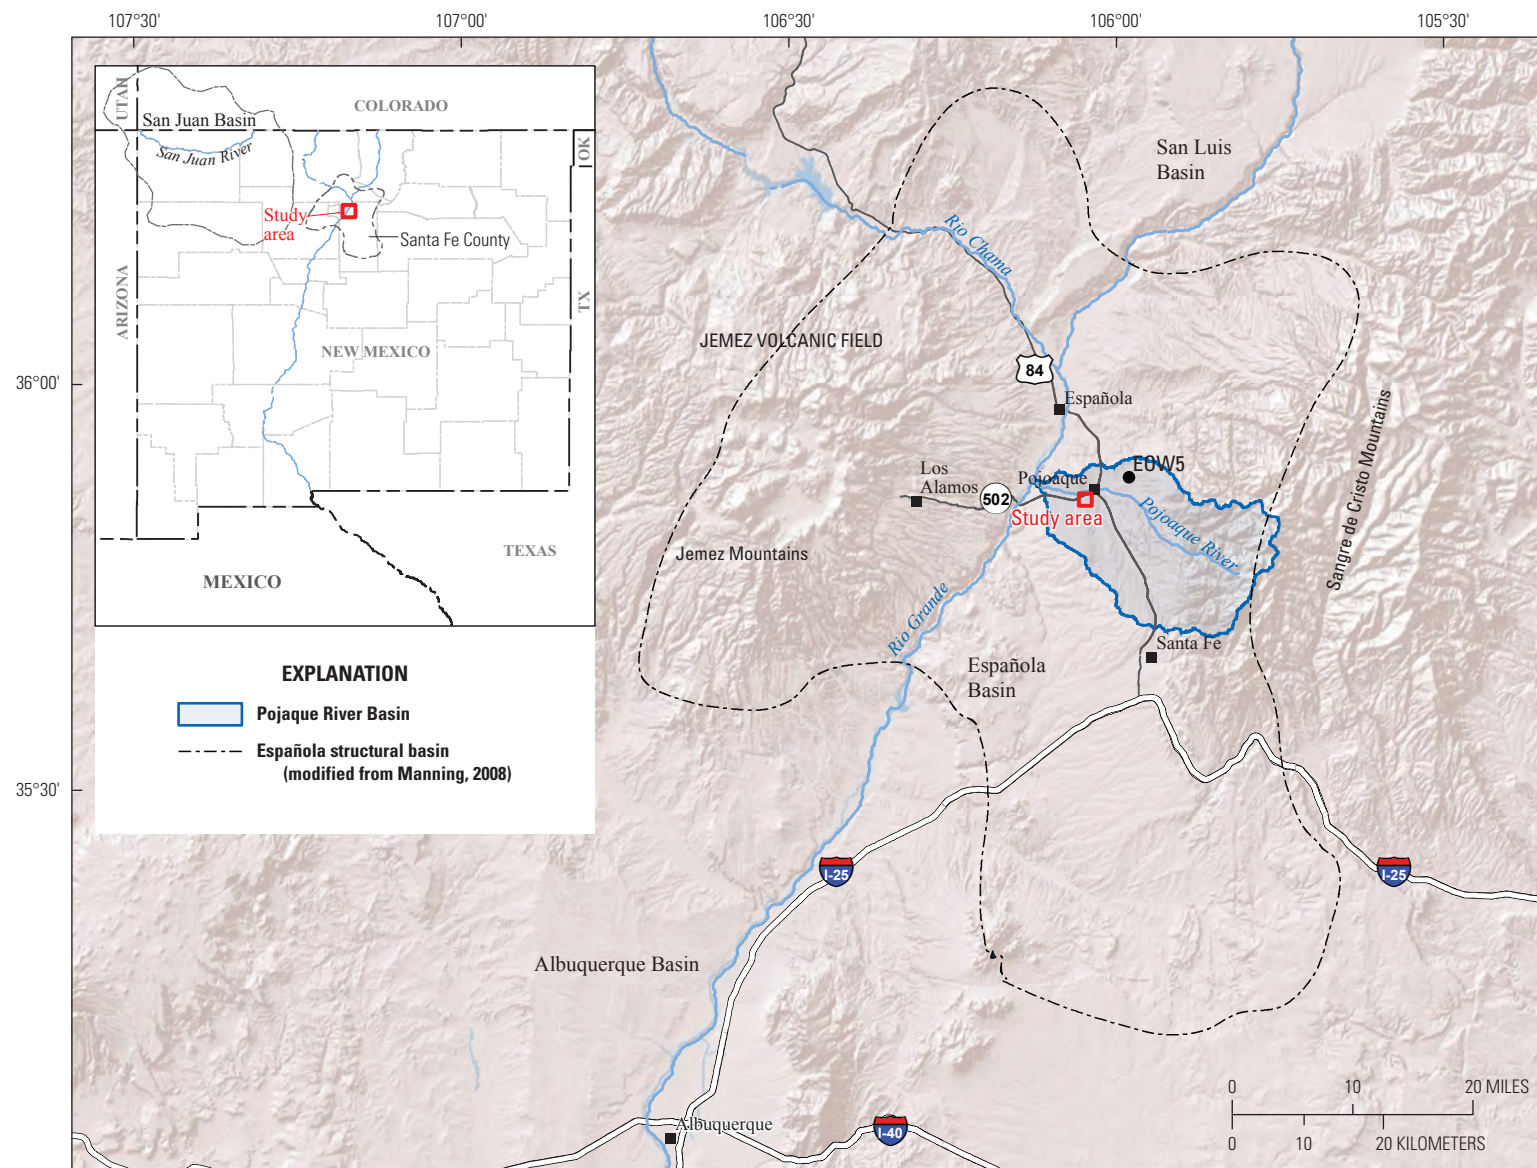 107°30'
107°00'
106°30'
106°00'
105°30'
36°00'
35°30'
UTAH
COLORADO
San Juan Basin
San Juan River
OK
Study
area
Santa Fe County
ARIZONA
TX
NEW MEXICO
TEXAS
MEXICO
EXPLANATION
Pojaque River Basin
Española structural basin
(modified from Manning, 2008)
San Luis
Basin
Rio Chama
JEMEZ VOLCANIC FIELD
84
Española
Sangre de Cristo Mountains
Los
Alamos
502
Pojoaque
EOW5
Study area
Pojoaque River
Jemez Mountains
Rio Grande
Santa Fe
Española
Basin
I-25
I-25
Albuquerque Basin
Albuquerque
I-40
0 10 20 MILES
0 10 20 KILOMETERS